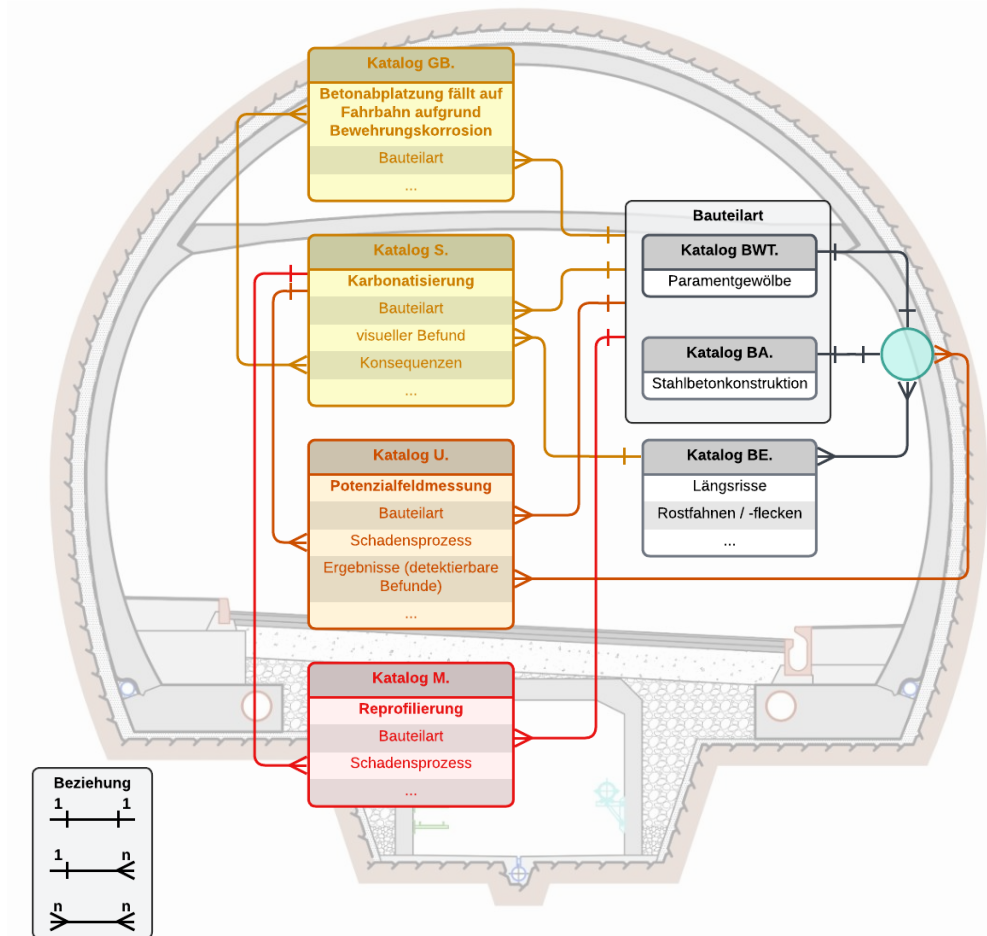 Katalog GB.
Betonabplatzung fällt auf
Fahrbahn aufgrund
Bewehrungskorrosion
Bauteilart
...
Katalog S.
Karbonatisierung
Bauteilart
visueller Befund
Konsequenzen
...
Katalog U.
Potenzialfeldmessung
Bauteilart
Schadensprozess
Ergebnisse (detektierbare
Befunde)
...
Katalog M.
Reprofilierung
Bauteilart
Schadensprozess
...
Bauteilart
Katalog BWT.
Paramentgewölbe
Katalog BA.
Stahlbetonkonstruktion
Katalog BE.
Längsrisse
Rostfahnen / -flecken
...
Beziehung
1 1
1 n
n n